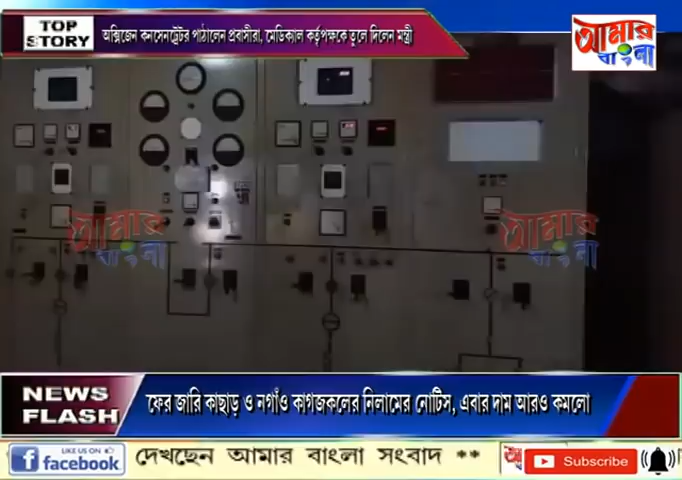 TOP
STORY
অক্সিজেন কনসেনট্রেটর পাঠালেন প্রবাসীরা, মেডিক্যাল কর্তৃপক্ষকে তুলে দিলেন মন্ত্রী
আমার
বাংলা
আমার
বাংলা
আমার
বাংলা
NEWS
FLASH
ফের জারি কাছাড় ও নগাঁও কাগজকলের নিলামের নোটিস, এবার দাম আরও কমলো
LIKE US ON
facebook
দেখছেন আমার বাংলা সংবাদ **
Subscribe